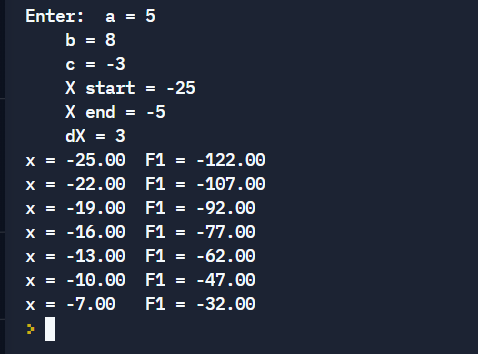 Enter:  a = 5
    b = 8
    c = -3
    X start = -25
    X end = -5
    dX = 3
x = -25.00  F1 = -122.00
x = -22.00  F1 = -107.00
x = -19.00  F1 = -92.00
x = -16.00  F1 = -77.00
x = -13.00  F1 = -62.00
x = -10.00  F1 = -47.00
x = -7.00   F1 = -32.00
>